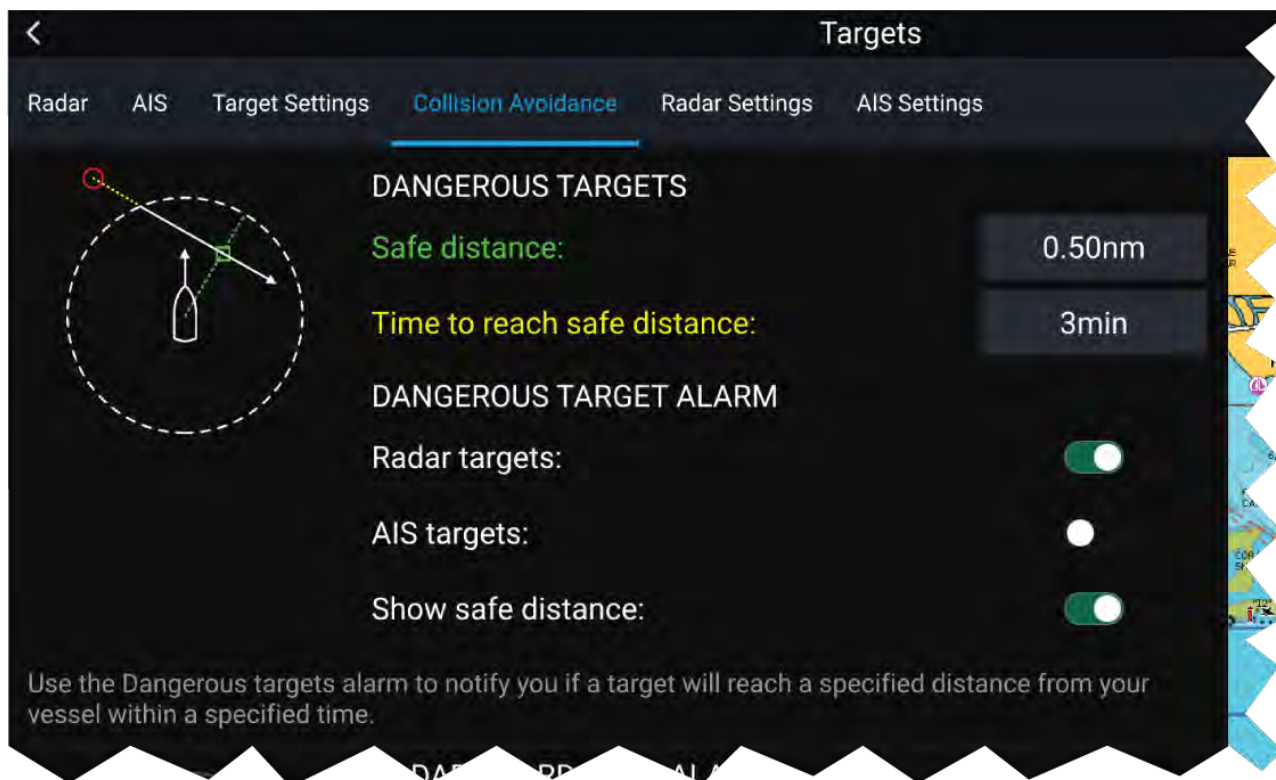 Targets
Radar AIS Target Settings Collision Avoidance Radar Settings AIS Settings
DANGEROUS TARGETS
Safe distance: 0.50nm
Time to reach safe distance: 3min
DANGEROUS TARGET ALARM
Radar targets:
AIS targets:
Show safe distance:
Use the Dangerous targets alarm to notify you if a target will reach a specified distance from your
vessel within a specified time.